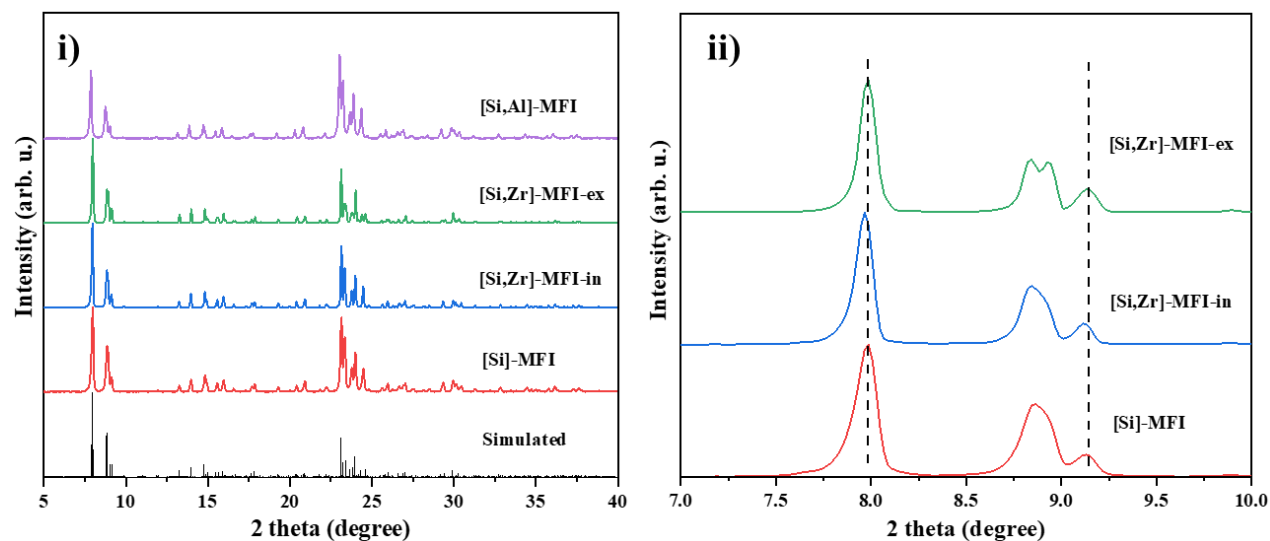 i)
[Si,Al]-MFI
[Si,Zr]-MFI-ex
[Si,Zr]-MFI-in
[Si]-MFI
Simulated
Intensity (arb. u.)
5 10 15 20 25 30 35 40
2 theta (degree)
ii)
[Si,Zr]-MFI-ex
[Si,Zr]-MFI-in
[Si]-MFI
Intensity (arb. u.)
7.0 7.5 8.0 8.5 9.0 9.5 10.0
2 theta (degree)